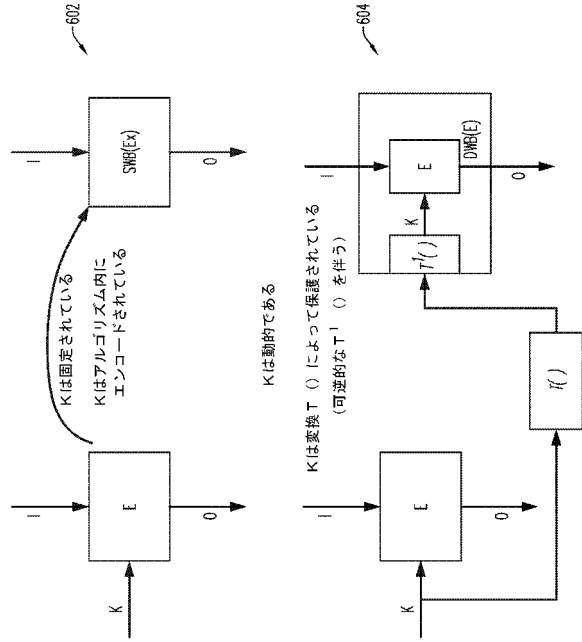 602
K
I
E
O
Kは固定されている
Kはアルゴリズム内に
エンコードされている
I
SWB(Ex)
O
604
Kは動的である
Kは変換T () によって保護されている
(可逆的なT¹ () を伴う)
K
I
E
O
T()
I
T¹()
K
E
DWB(E)
O